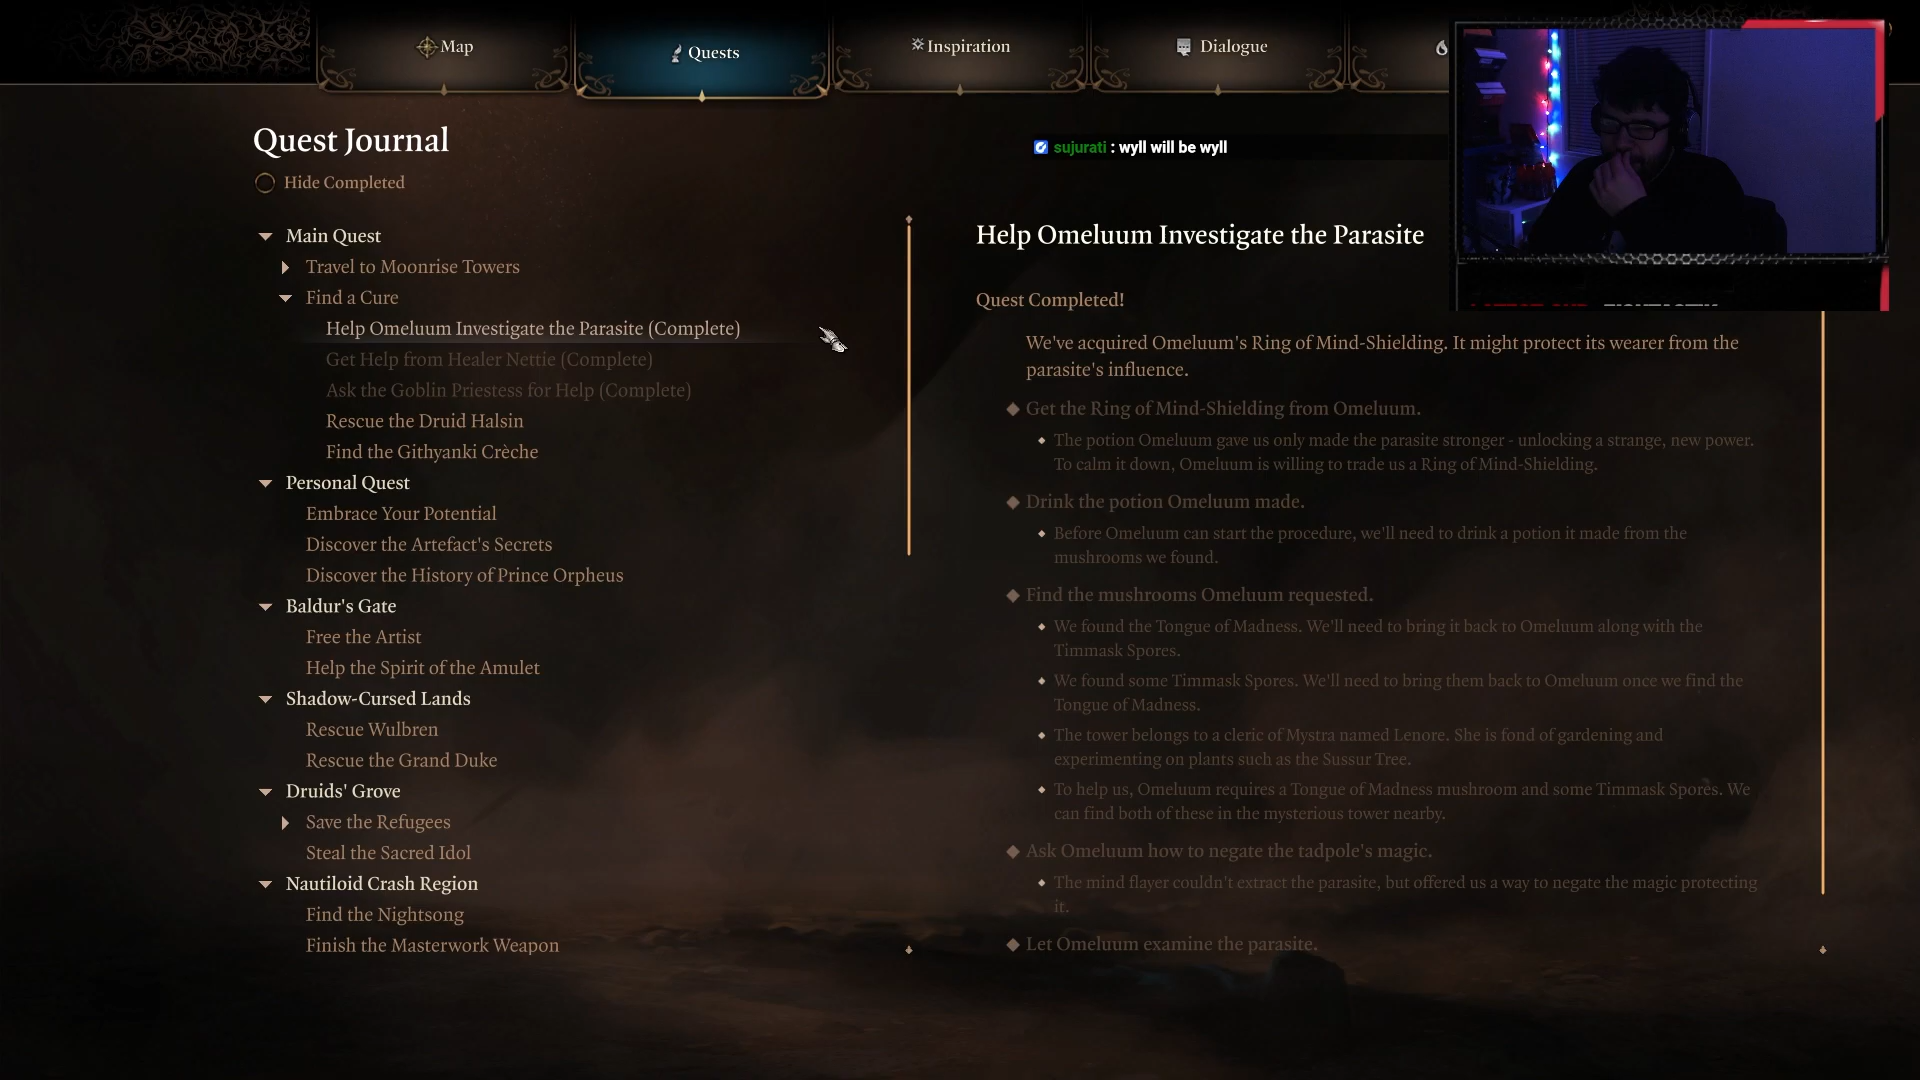 Map
Quests
Inspiration
Dialogue
Quest Journal
Hide Completed
sujurati : wyll will be wyll
Main Quest
Travel to Moonrise Towers
Find a Cure
Help Omeluum Investigate the Parasite (Complete)
Get Help from Healer Nettie (Complete)
Ask the Goblin Priestess for Help (Complete)
Rescue the Druid Halsin
Find the Githyanki Crèche
Personal Quest
Embrace Your Potential
Discover the Artefact's Secrets
Discover the History of Prince Orpheus
Baldur's Gate
Free the Artist
Help the Spirit of the Amulet
Shadow-Cursed Lands
Rescue Wulbren
Rescue the Grand Duke
Druids' Grove
Save the Refugees
Steal the Sacred Idol
Nautiloid Crash Region
Find the Nightsong
Finish the Masterwork Weapon
Help Omeluum Investigate the Parasite
Quest Completed!
We've acquired Omeluum's Ring of Mind-Shielding. It might protect its wearer from the
parasite's influence.
Get the Ring of Mind-Shielding from Omeluum.
The potion Omeluum gave us only made the parasite stronger - unlocking a strange, new power.
To calm it down, Omeluum is willing to trade us a Ring of Mind-Shielding.
Drink the potion Omeluum made.
Before Omeluum can start the procedure, we'll need to drink a potion it made from the
mushrooms we found.
Find the mushrooms Omeluum requested.
We found the Tongue of Madness. We'll need to bring it back to Omeluum along with the
Timmask Spores.
We found some Timmask Spores. We'll need to bring them back to Omeluum once we find the
Tongue of Madness.
The tower belongs to a cleric of Mystra named Lenore. She is fond of gardening and
experimenting on plants such as the Sussur Tree.
To help us, Omeluum requires a Tongue of Madness mushroom and some Timmask Spores. We
can find both of these in the mysterious tower nearby.
Ask Omeluum how to negate the tadpole's magic.
The mind flayer couldn't extract the parasite, but offered us a way to negate the magic protecting
it.
Let Omeluum examine the parasite.